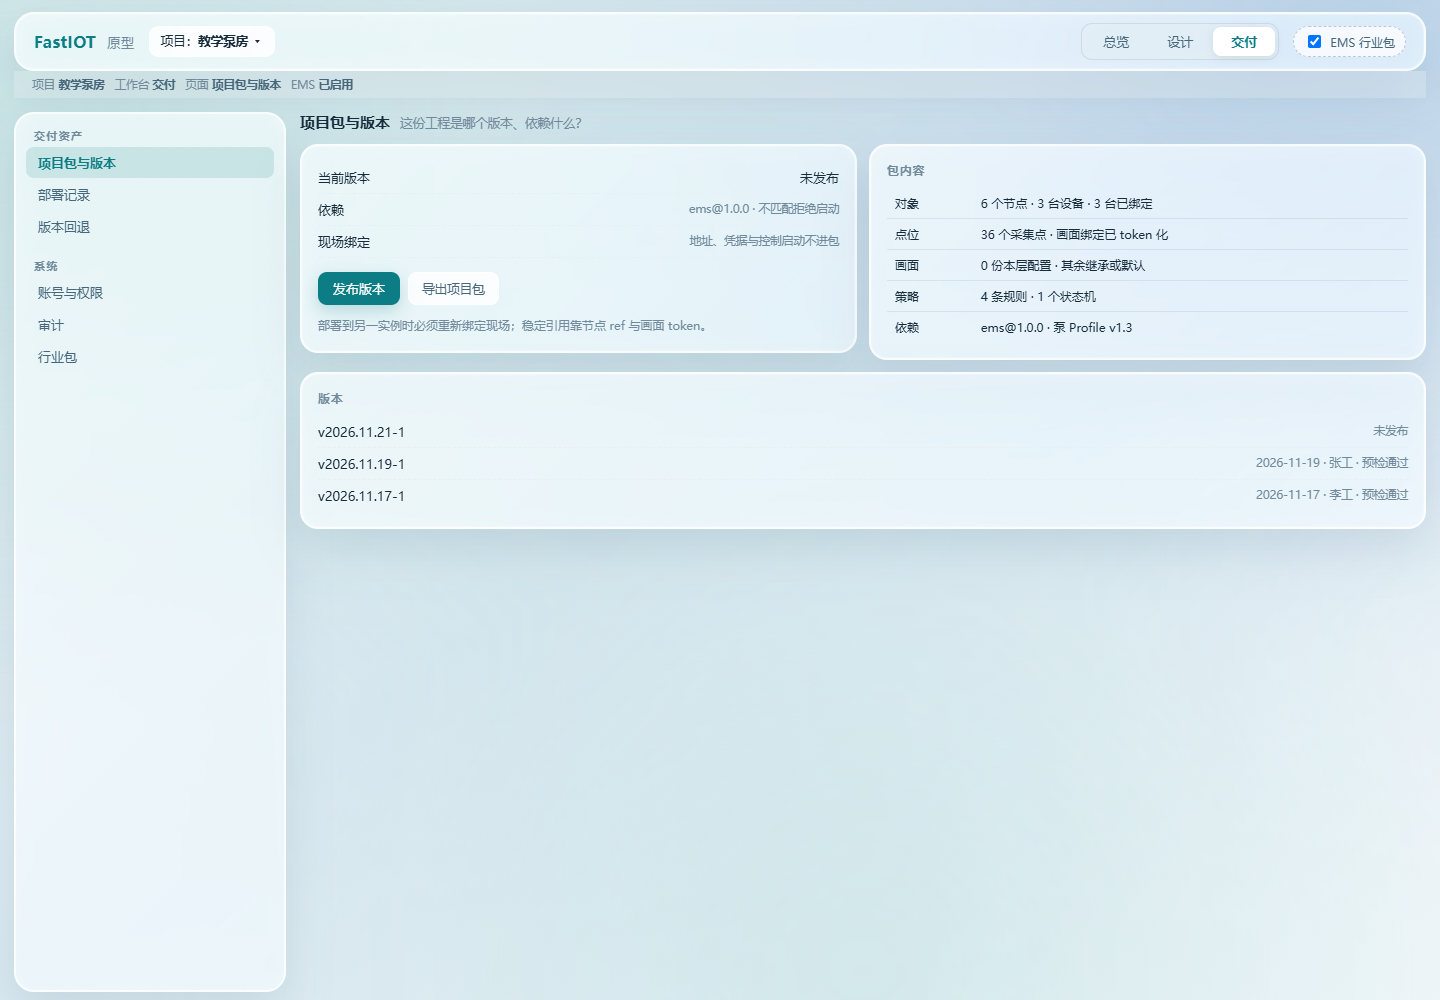 FastIOT 原型 项目：教学泵房 ▾ 总览 设计 交付 EMS 行业包
项目 教学泵房 工作台 交付 页面 项目包与版本 EMS 已启用
交付资产
项目包与版本
部署记录
版本回退
系统
账号与权限
审计
行业包
项目包与版本 这份工程是哪个版本、依赖什么？
当前版本 未发布
依赖 ems@1.0.0 · 不匹配拒绝启动
现场绑定 地址、凭据与控制启动不进包
发布版本 导出项目包
部署到另一实例时必须重新绑定现场；稳定引用靠节点 ref 与画面 token。
包内容
对象 6 个节点 · 3 台设备 · 3 台已绑定
点位 36 个采集点 · 画面绑定已 token 化
画面 0 份本层配置 · 其余继承或默认
策略 4 条规则 · 1 个状态机
依赖 ems@1.0.0 · 泵 Profile v1.3
版本
v2026.11.21-1 未发布
v2026.11.19-1 2026-11-19 · 张工 · 预检通过
v2026.11.17-1 2026-11-17 · 李工 · 预检通过